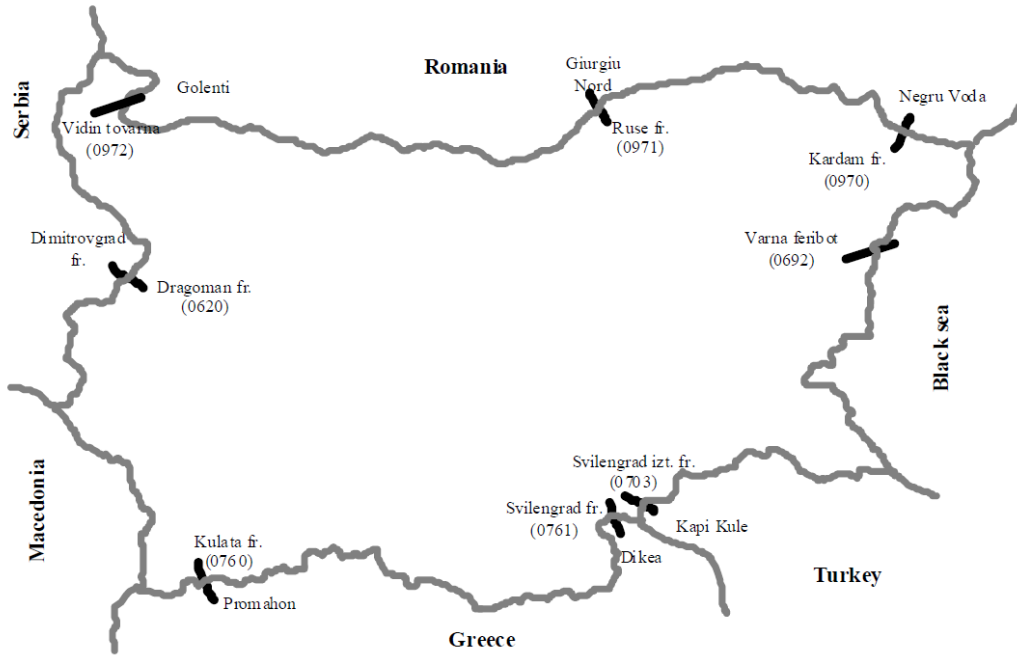 Romania
Serbia
Golenti
Vidin tovarna
(0972)
Giurgiu
Nord
Ruse fr.
(0971)
Negru Voda
Kardam fr.
(0970)
Varna feribot
(0692)
Dimitrovgrad
fr.
Dragoman fr.
(0620)
Black sea
Macedonia
Svilengrad izt. fr.
(0703)
Svilengrad fr.
(0761)
Kapi Kule
Dikea
Kulata fr.
(0760)
Promahon
Turkey
Greece